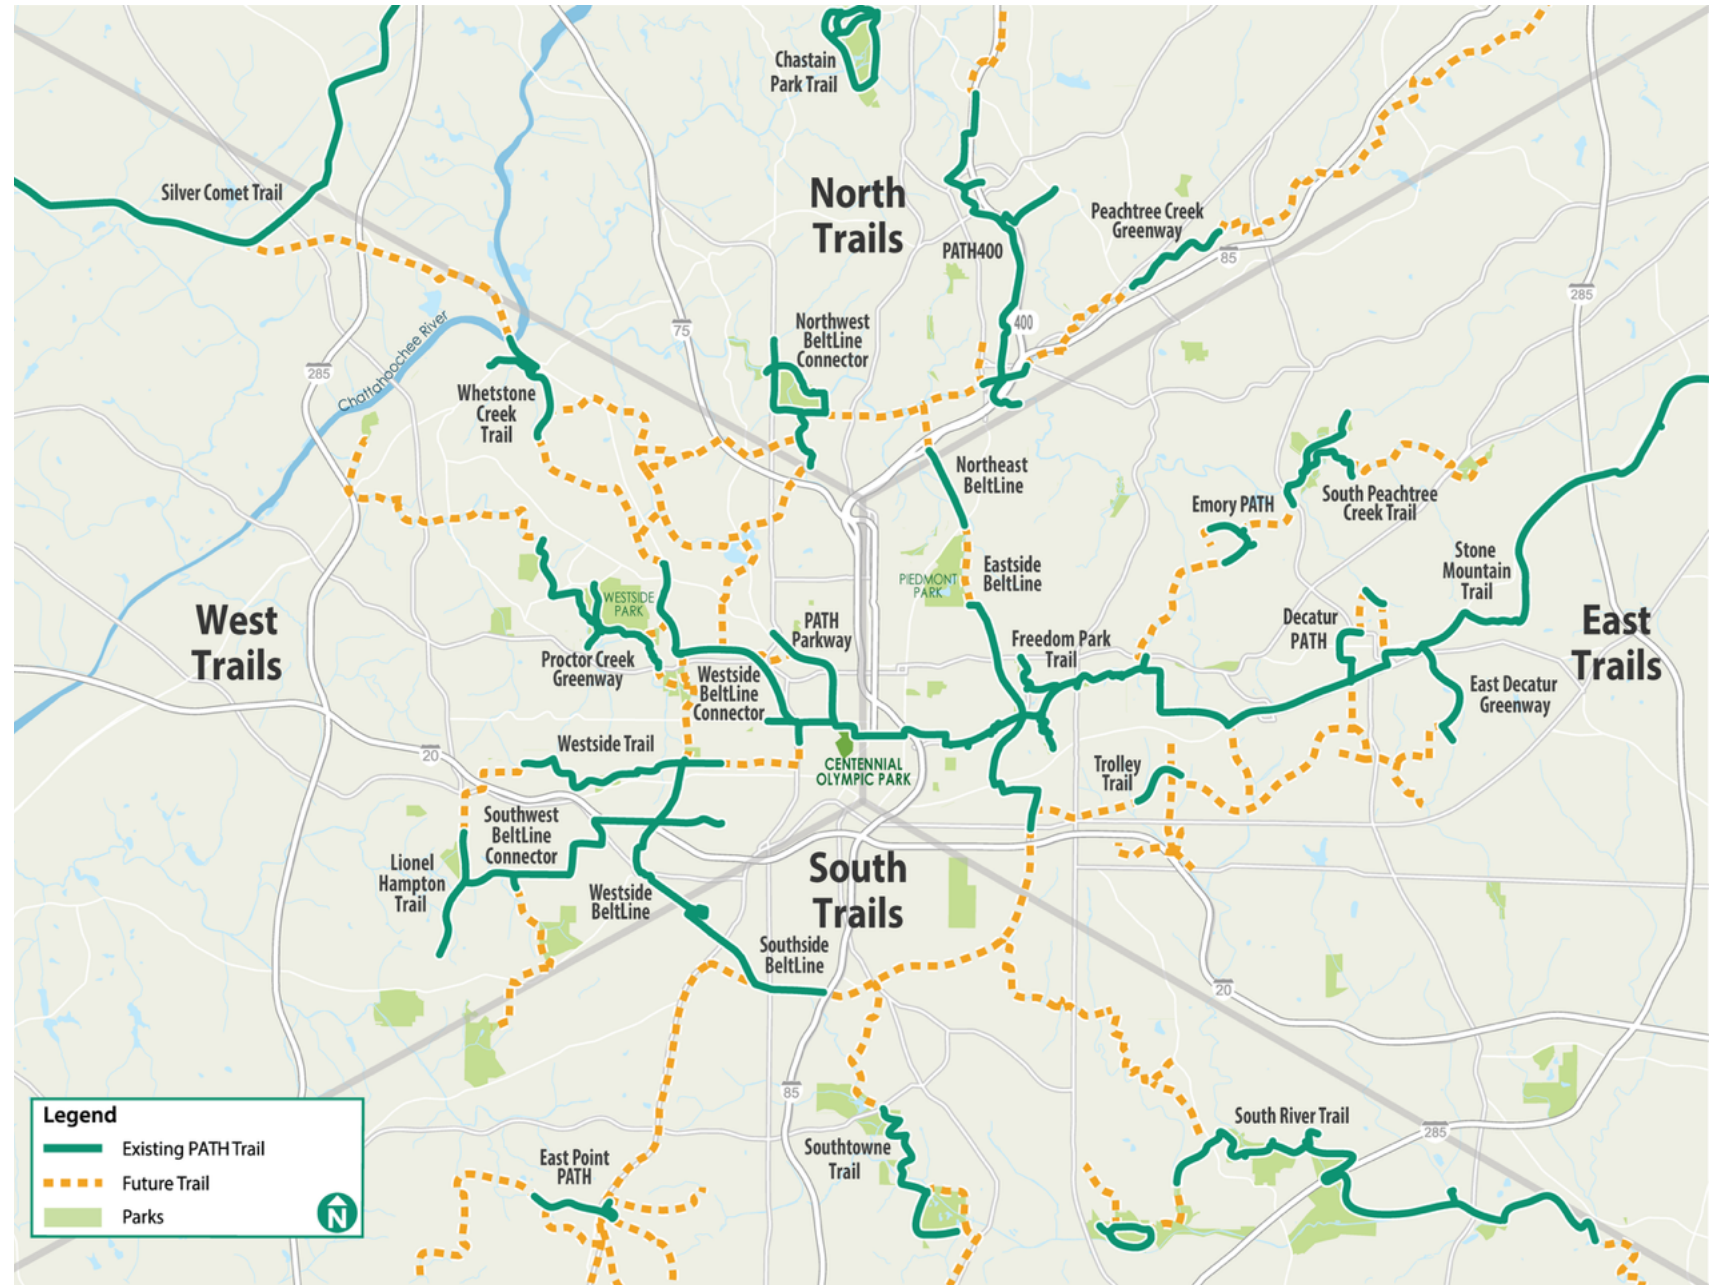 Chastain
Park Trail
Silver Comet Trail
North
Trails
Peachtree Creek
Greenway
PATH400
85
285
Northwest
BeltLine
Connector
75
400
Chattahoochee River
285
Whetstone
Creek
Trail
Northeast
BeltLine
Emory PATH
South Peachtree
Creek Trail
Eastside
BeltLine
PIEDMONT
PARK
Stone
Mountain
Trail
WESTSIDE
PARK
West
Trails
PATH
Parkway
Decatur
PATH
East
Trails
Freedom Park
Trail
Proctor Creek
Greenway
Westside
BeltLine
Connector
East Decatur
Greenway
Westside Trail
20
CENTENNIAL
OLYMPIC PARK
Trolley
Trail
Southwest
BeltLine
Connector
Lionel
Hampton
Trail
South
Trails
Westside
BeltLine
Southside
BeltLine
20
85
Legend
Existing PATH Trail
Future Trail
Parks
N
East Point
PATH
Southtowne
Trail
South River Trail
285